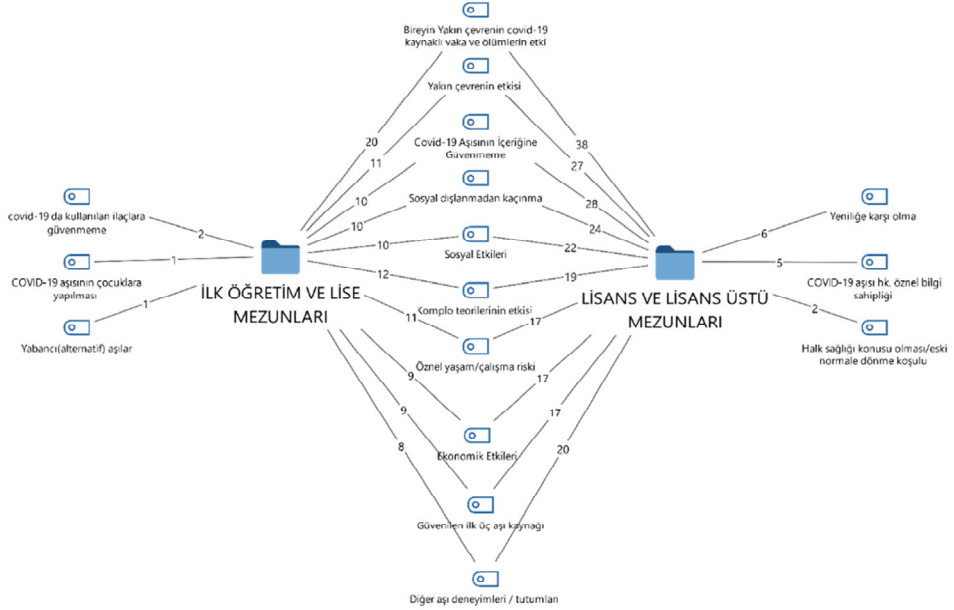 Bireyin Yakın çevrenin covid-19
kaynaklı vaka ve ölümlerin etki
Yakın çevrenin etkisi
20
38
11
27
Covid-19 Aşısının İçeriğine
Güvenmeme
10
28
Sosyal dışlanmadan kaçınma
10
24
covid-19 da kullanılan ilaçlara
güvenmeme
2
Yeniliğe karşı olma
6
10
22
Sosyal Etkileri
1
5
COVID-19 aşısının çocuklara
yapılması
COVID-19 aşısı hk. öznel bilgi
sahipliği
12
19
İLK ÖĞRETİM VE LİSE
MEZUNLARI
LİSANS VE LİSANS ÜSTÜ
MEZUNLARI
Komplo teorilerinin etkisi
1
2
11
17
Yabancı(alternatif) aşılar
Halk sağlığı konusu olması/eski
normale dönme koşulu
Öznel yaşam/çalışma riski
9
17
9
17
8
20
Ekonomik Etkileri
Güvenilen ilk üç aşı kaynağı
Diğer aşı deneyimleri / tutumları